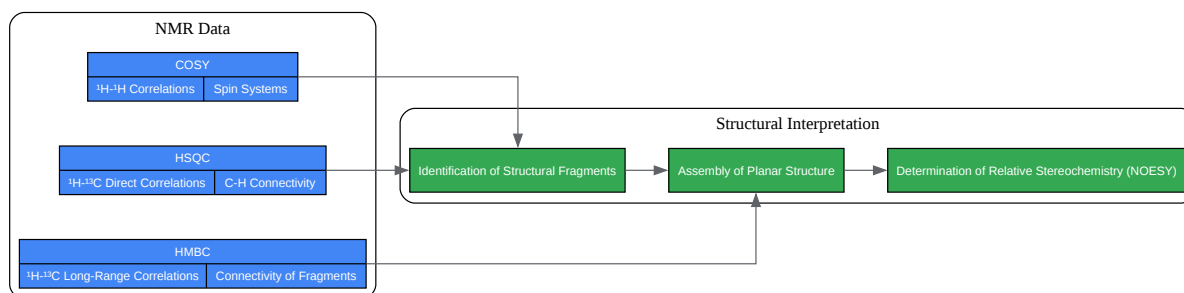 NMR Data
COSY
¹H-¹H Correlations
Spin Systems
HSQC
¹H-¹³C Direct Correlations
C-H Connectivity
HMBC
¹H-¹³C Long-Range Correlations
Connectivity of Fragments
Structural Interpretation
Identification of Structural Fragments
Assembly of Planar Structure
Determination of Relative Stereochemistry (NOESY)